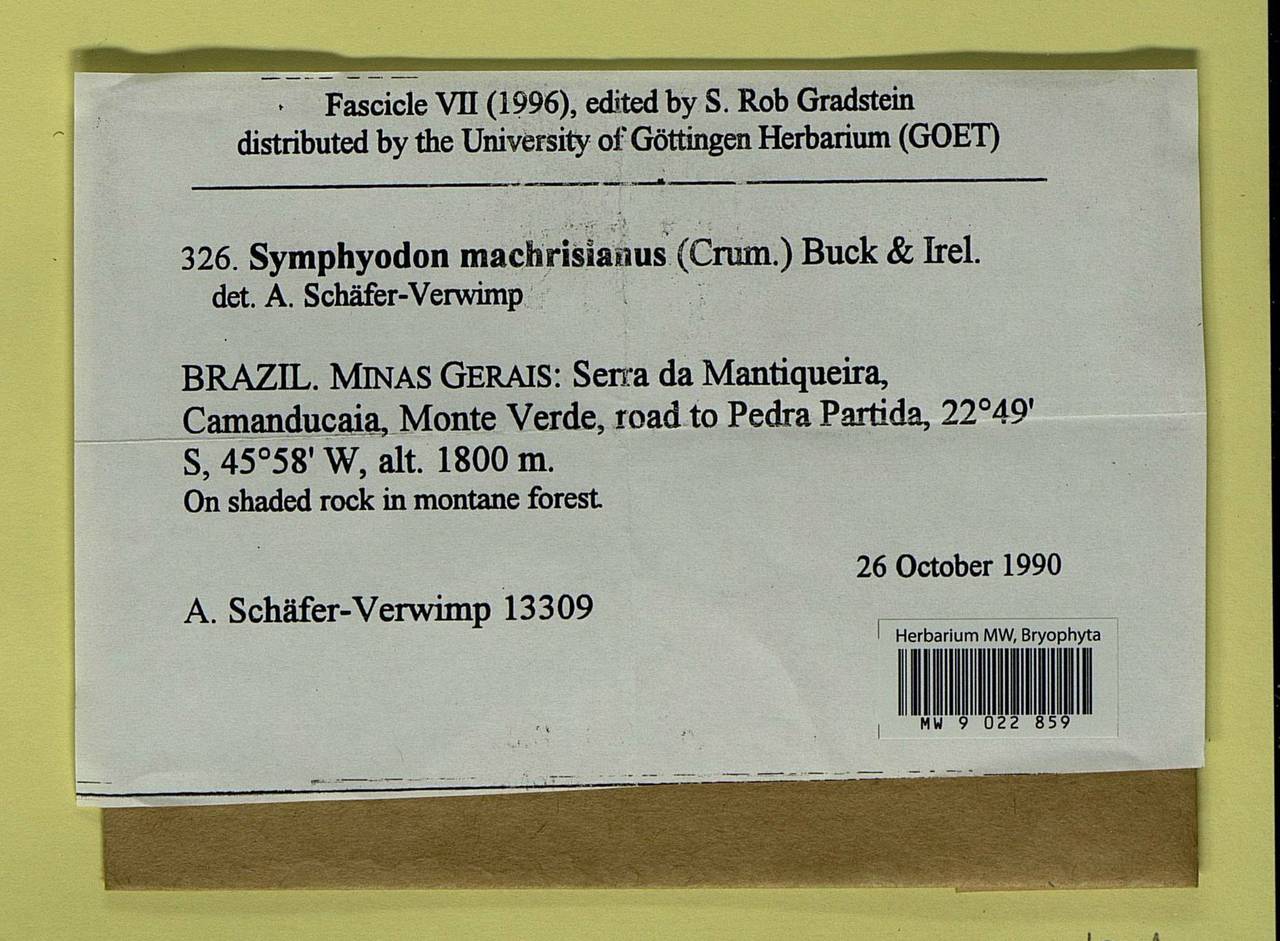 Fascicle VII (1996), edited by S. Rob Gradstein
distributed by the University of Göttingen Herbarium (GOET)
326. Symphyodon machrisianus (Crum.) Buck & Irel.
det. A. Schäfer-Verwimp
BRAZIL. MINAS GERAIS: Serra da Mantiqueira,
Camanducaia, Monte Verde, road to Pedra Partida, 22°49'
S, 45°58' W, alt. 1800 m.
On shaded rock in montane forest.
26 October 1990
A. Schäfer-Verwimp 13309
Herbarium MW, Bryophyta
MW 9 022 859